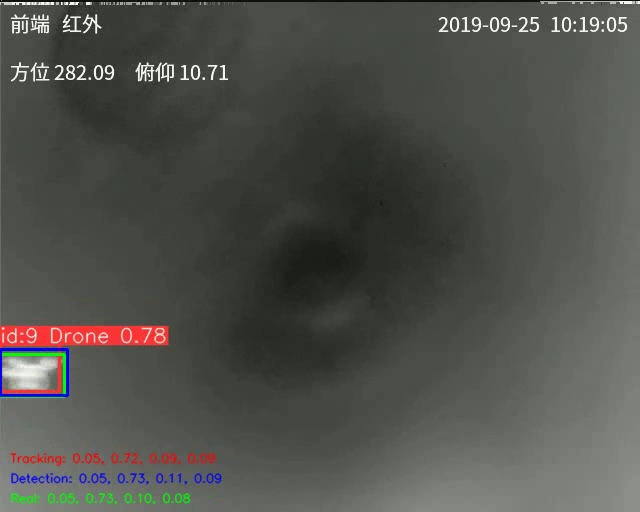 前端 红外
2019-09-25 10:19:05
方位 282.09 俯仰 10.71
id:9 Drone 0.78
Tracking: 0.05, 0.72, 0.09, 0.08
Detection: 0.05, 0.73, 0.11, 0.09
Real: 0.05, 0.73, 0.10, 0.08